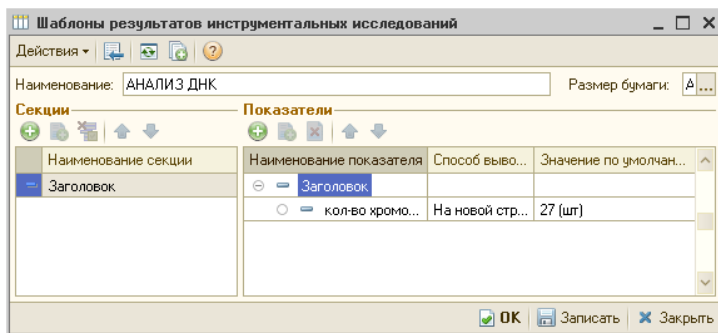 Шаблоны результатов инструментальных исследований
Действия
Наименование: АНАЛИЗ ДНК Размер бумаги: А ...
Секции Показатели
Наименование секции Наименование показателя Способ выво... Значение по умолчан...
Заголовок Заголовок
кол-во хромо... На новой стр... 27 (шт)
OK Записать Закрыть